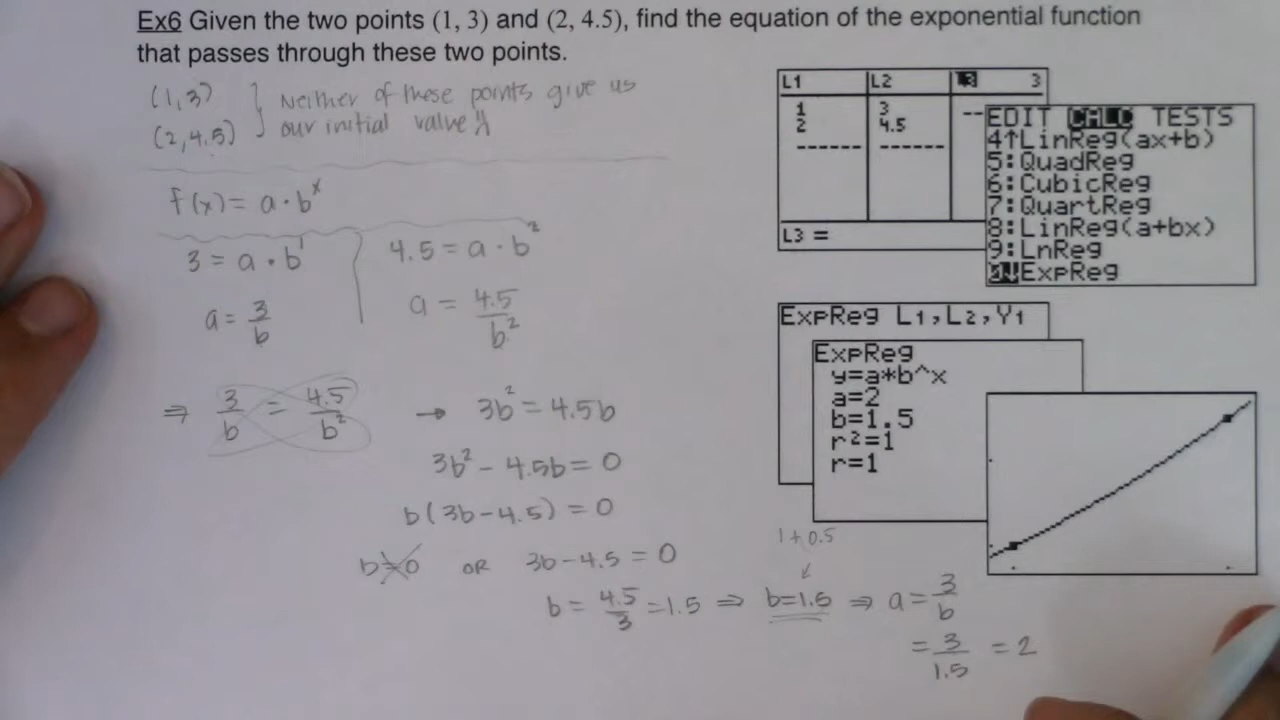 Ex6 Given the two points (1, 3) and (2, 4.5), find the equation of the exponential function
that passes through these two points.
(1,3)
(2,4.5)
Neither of these points give us
our initial value
f(x) = a·b^x
3 = a·b^1
a = 3/b
4.5 = a·b^2
a = 4.5/b^2
⇒ 3/b = 4.5/b^2 → 3b^2 = 4.5b
3b^2 - 4.5b = 0
b(3b-4.5) = 0
b=0 OR 3b-4.5 = 0
b = 4.5/3 = 1.5 ⇒ b=1.5 ⇒ a = 3/b
1+0.5
= 3/1.5 = 2
L1 L2 L3 3
1 3
2 4.5
L3 =
EDIT CALC TESTS
4↑LinReg(ax+b)
5:QuadReg
6:CubicReg
7:QuartReg
8:LinReg(a+bx)
9:LnReg
0↓ExpReg
ExpReg L1,L2,Y1
ExpReg
y=a*b^x
a=2
b=1.5
r²=1
r=1